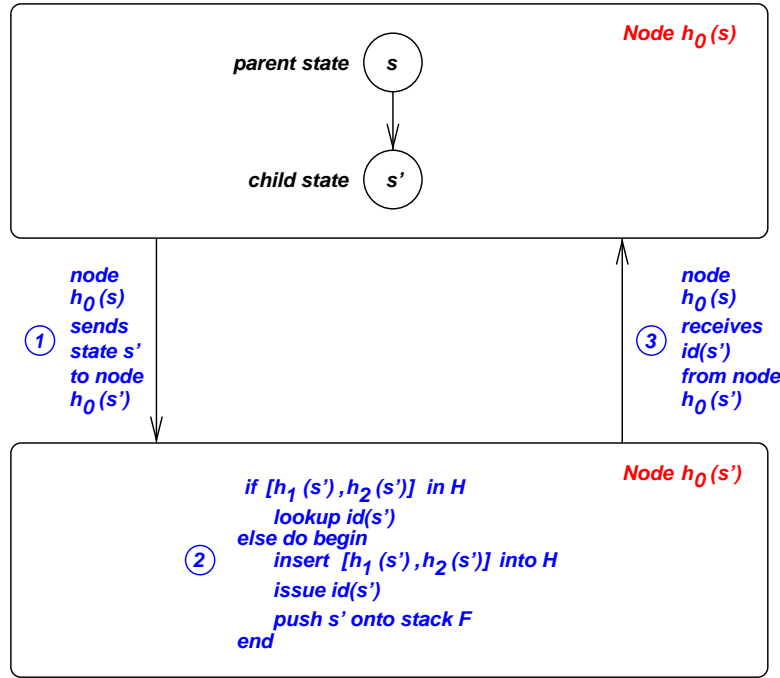 Node h₀(s)
parent state s
child state s’
1
node
h₀(s)
sends
state s’
to node
h₀(s’)
3
node
h₀(s)
receives
id(s’)
from node
h₀(s’)
Node h₀(s’)
2
if [h₁(s’),h₂(s’)] in H
lookup id(s’)
else do begin
insert [h₁(s’),h₂(s’)] into H
issue id(s’)
push s’ onto stack F
end